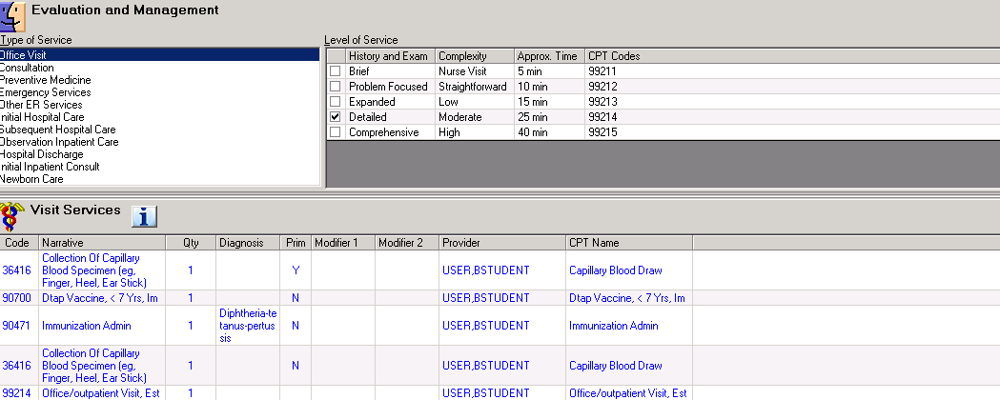 Evaluation and Management
Type of Service
Office Visit
Consultation
Preventive Medicine
Emergency Services
Other ER Services
Initial Hospital Care
Subsequent Hospital Care
Observation Inpatient Care
Hospital Discharge
Initial Inpatient Consult
Newborn Care
Level of Service
History and Exam Complexity Approx. Time CPT Codes
Brief Nurse Visit 5 min 99211
Problem Focused Straightforward 10 min 99212
Expanded Low 15 min 99213
Detailed Moderate 25 min 99214
Comprehensive High 40 min 99215
Visit Services i
Code Narrative Qty Diagnosis Prim Modifier 1 Modifier 2 Provider CPT Name
Collection Of Capillary
36416 Blood Specimen (eg, 1 Y USER,BSTUDENT Capillary Blood Draw
Finger, Heel, Ear Stick)
90700 Dtap Vaccine, < 7 Yrs, Im 1 N USER,BSTUDENT Dtap Vaccine, < 7 Yrs, Im
Diphtheria-te
90471 Immunization Admin 1 tanus-pertus N USER,BSTUDENT Immunization Admin
sis
Collection Of Capillary
36416 Blood Specimen (eg, 1 N USER,BSTUDENT Capillary Blood Draw
Finger, Heel, Ear Stick)
99214 Office/outpatient Visit, Est 1 USER,BSTUDENT Office/outpatient Visit, Est